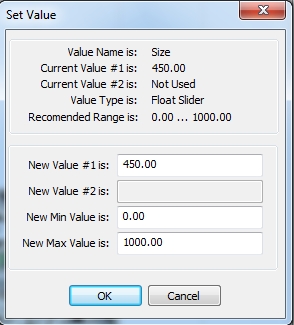 Set Value
Value Name is: Size
Current Value #1 is: 450.00
Current Value #2 is: Not Used
Value Type is: Float Slider
Recomended Range is: 0.00 ... 1000.00
New Value #1 is: 450.00
New Value #2 is:
New Min Value is: 0.00
New Max Value is: 1000.00
OK Cancel